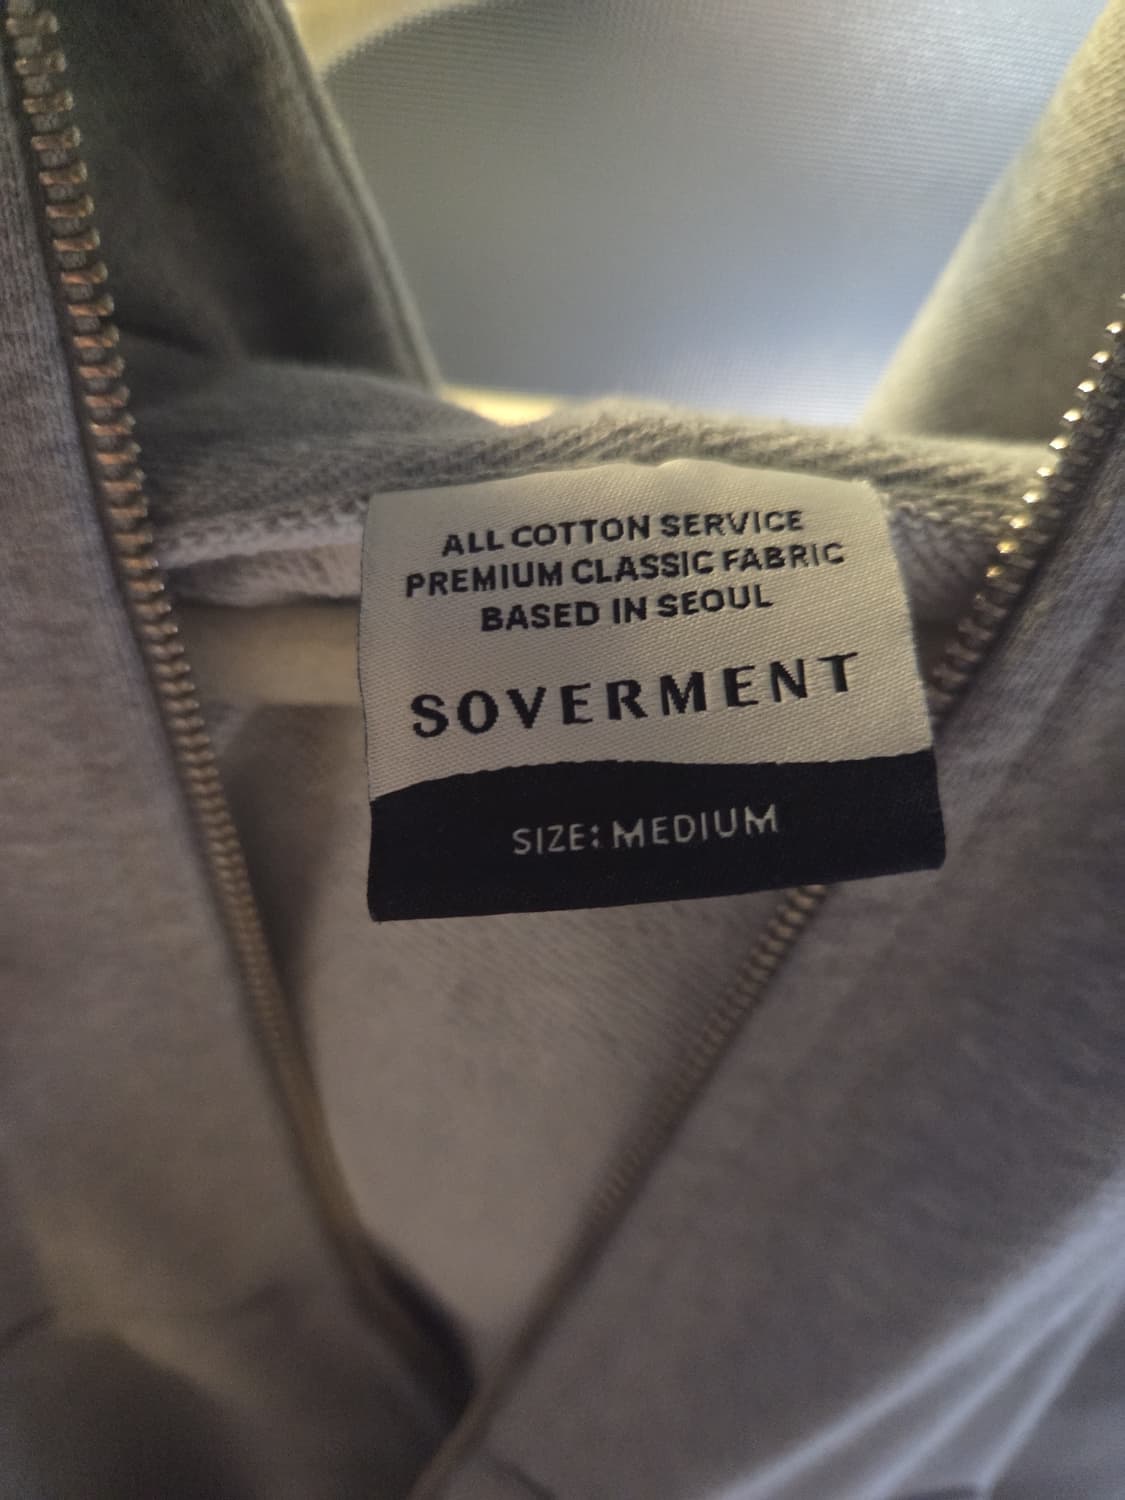 ALL COTTON SERVICE
PREMIUM CLASSIC FABRIC
BASED IN SEOUL
SOVERMENT
SIZE: MEDIUM